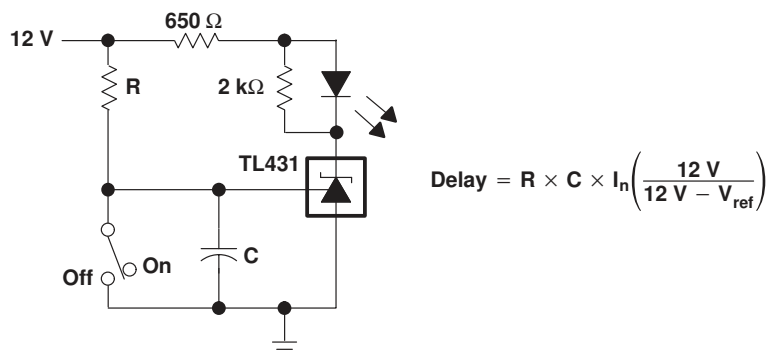 650 Ω
12 V
R
2 kΩ
TL431
Delay = R × C × In(12 V / 12 V – Vref)
Off
On
C